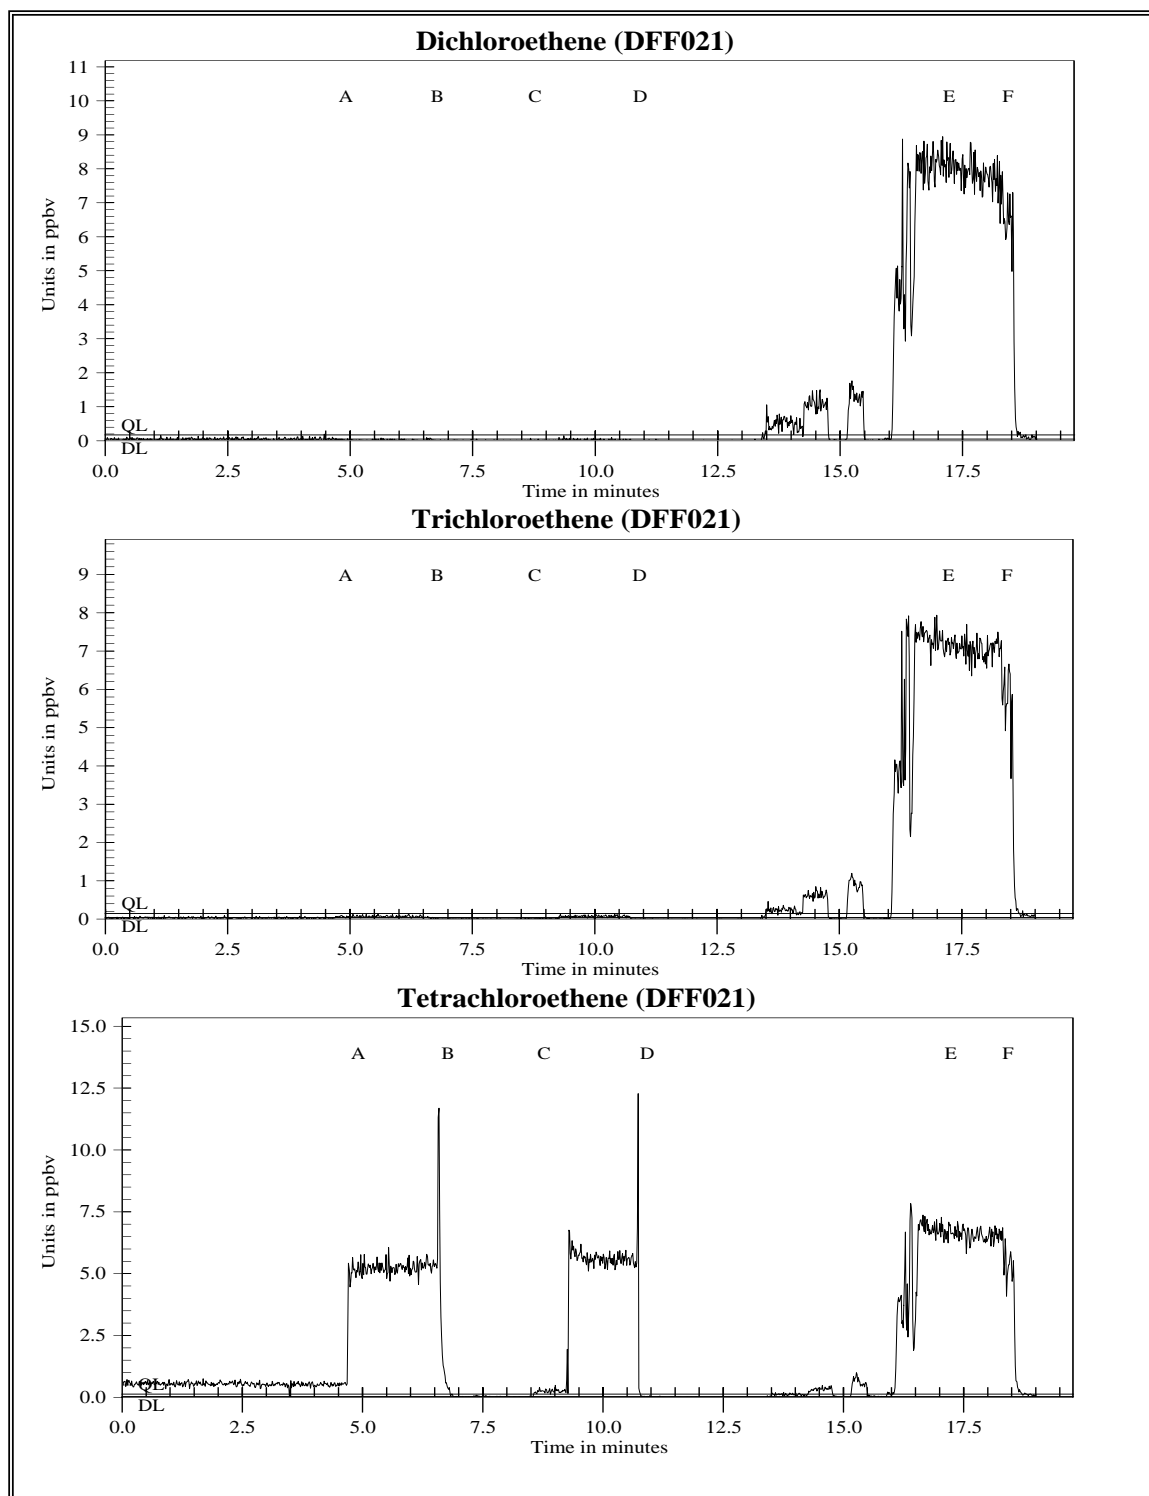 Dichloroethene (DFF021)
11
A B C D E F
10
9
8
7
6
Units in ppbv
5
4
3
2
1
QL
0
DL
0.0 2.5 5.0 7.5 10.0 12.5 15.0 17.5
Time in minutes
Trichloroethene (DFF021)
9
A B C D E F
8
7
6
Units in ppbv
5
4
3
2
1
QL
0
DL
0.0 2.5 5.0 7.5 10.0 12.5 15.0 17.5
Time in minutes
Tetrachloroethene (DFF021)
15.0
A B C D E F
12.5
10.0
7.5
Units in ppbv
5.0
2.5
QL
0.0
DL
0.0 2.5 5.0 7.5 10.0 12.5 15.0 17.5
Time in minutes